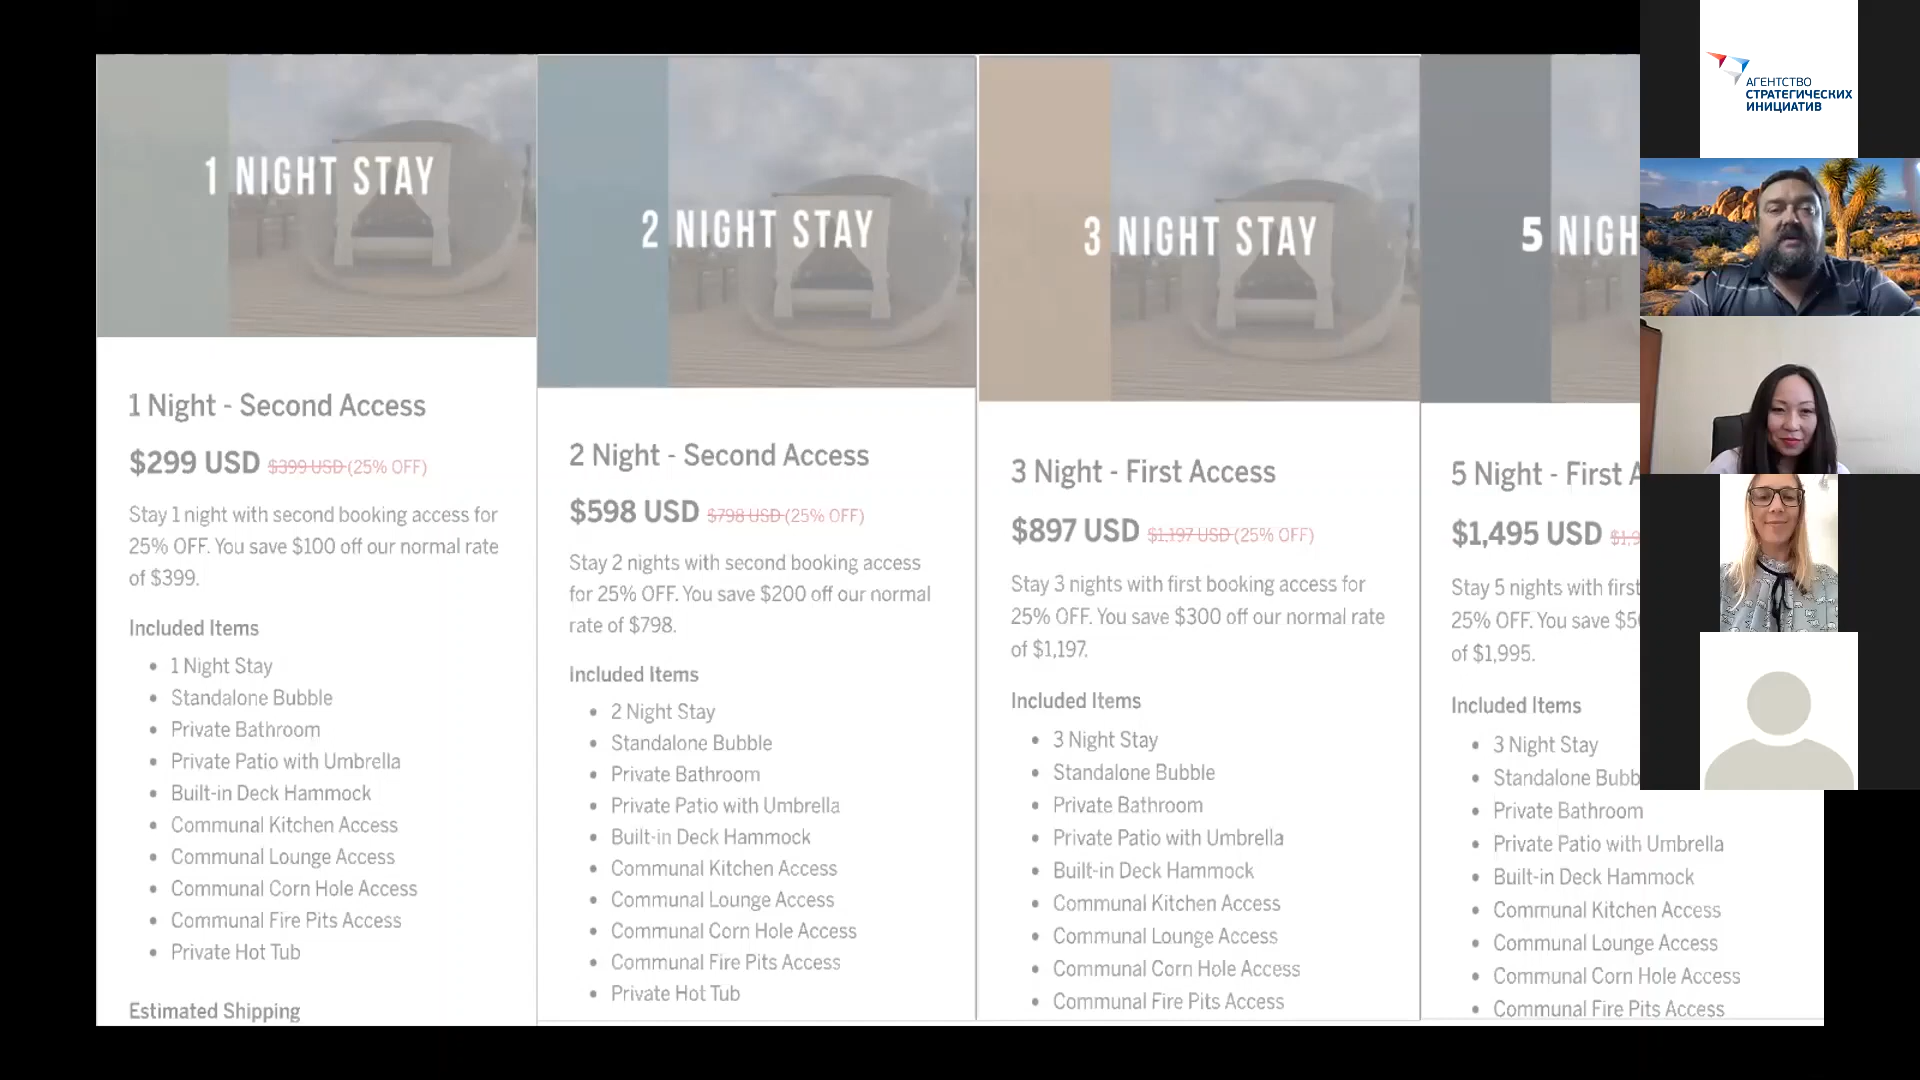 1 NIGHT STAY
1 Night - Second Access
$299 USD $399 USD (25% OFF)
Stay 1 night with second booking access for
25% OFF. You save $100 off our normal rate
of $399.
Included Items
• 1 Night Stay
• Standalone Bubble
• Private Bathroom
• Private Patio with Umbrella
• Built-in Deck Hammock
• Communal Kitchen Access
• Communal Lounge Access
• Communal Corn Hole Access
• Communal Fire Pits Access
• Private Hot Tub
Estimated Shipping
2 NIGHT STAY
2 Night - Second Access
$598 USD $798 USD (25% OFF)
Stay 2 nights with second booking access
for 25% OFF. You save $200 off our normal
rate of $798.
Included Items
• 2 Night Stay
• Standalone Bubble
• Private Bathroom
• Private Patio with Umbrella
• Built-in Deck Hammock
• Communal Kitchen Access
• Communal Lounge Access
• Communal Corn Hole Access
• Communal Fire Pits Access
• Private Hot Tub
3 NIGHT STAY
3 Night - First Access
$897 USD $1,197 USD (25% OFF)
Stay 3 nights with first booking access for
25% OFF. You save $300 off our normal rate
of $1,197.
Included Items
• 3 Night Stay
• Standalone Bubble
• Private Bathroom
• Private Patio with Umbrella
• Built-in Deck Hammock
• Communal Kitchen Access
• Communal Lounge Access
• Communal Corn Hole Access
• Communal Fire Pits Access
5 NIGH
5 Night - First A
$1,495 USD $1,9
Stay 5 nights with first
25% OFF. You save $5
of $1,995.
Included Items
• 3 Night Stay
• Standalone Bubb
• Private Bathroom
• Private Patio with Umbrella
• Built-in Deck Hammock
• Communal Kitchen Access
• Communal Lounge Access
• Communal Corn Hole Access
• Communal Fire Pits Access
АГЕНТСТВО
СТРАТЕГИЧЕСКИХ
ИНИЦИАТИВ